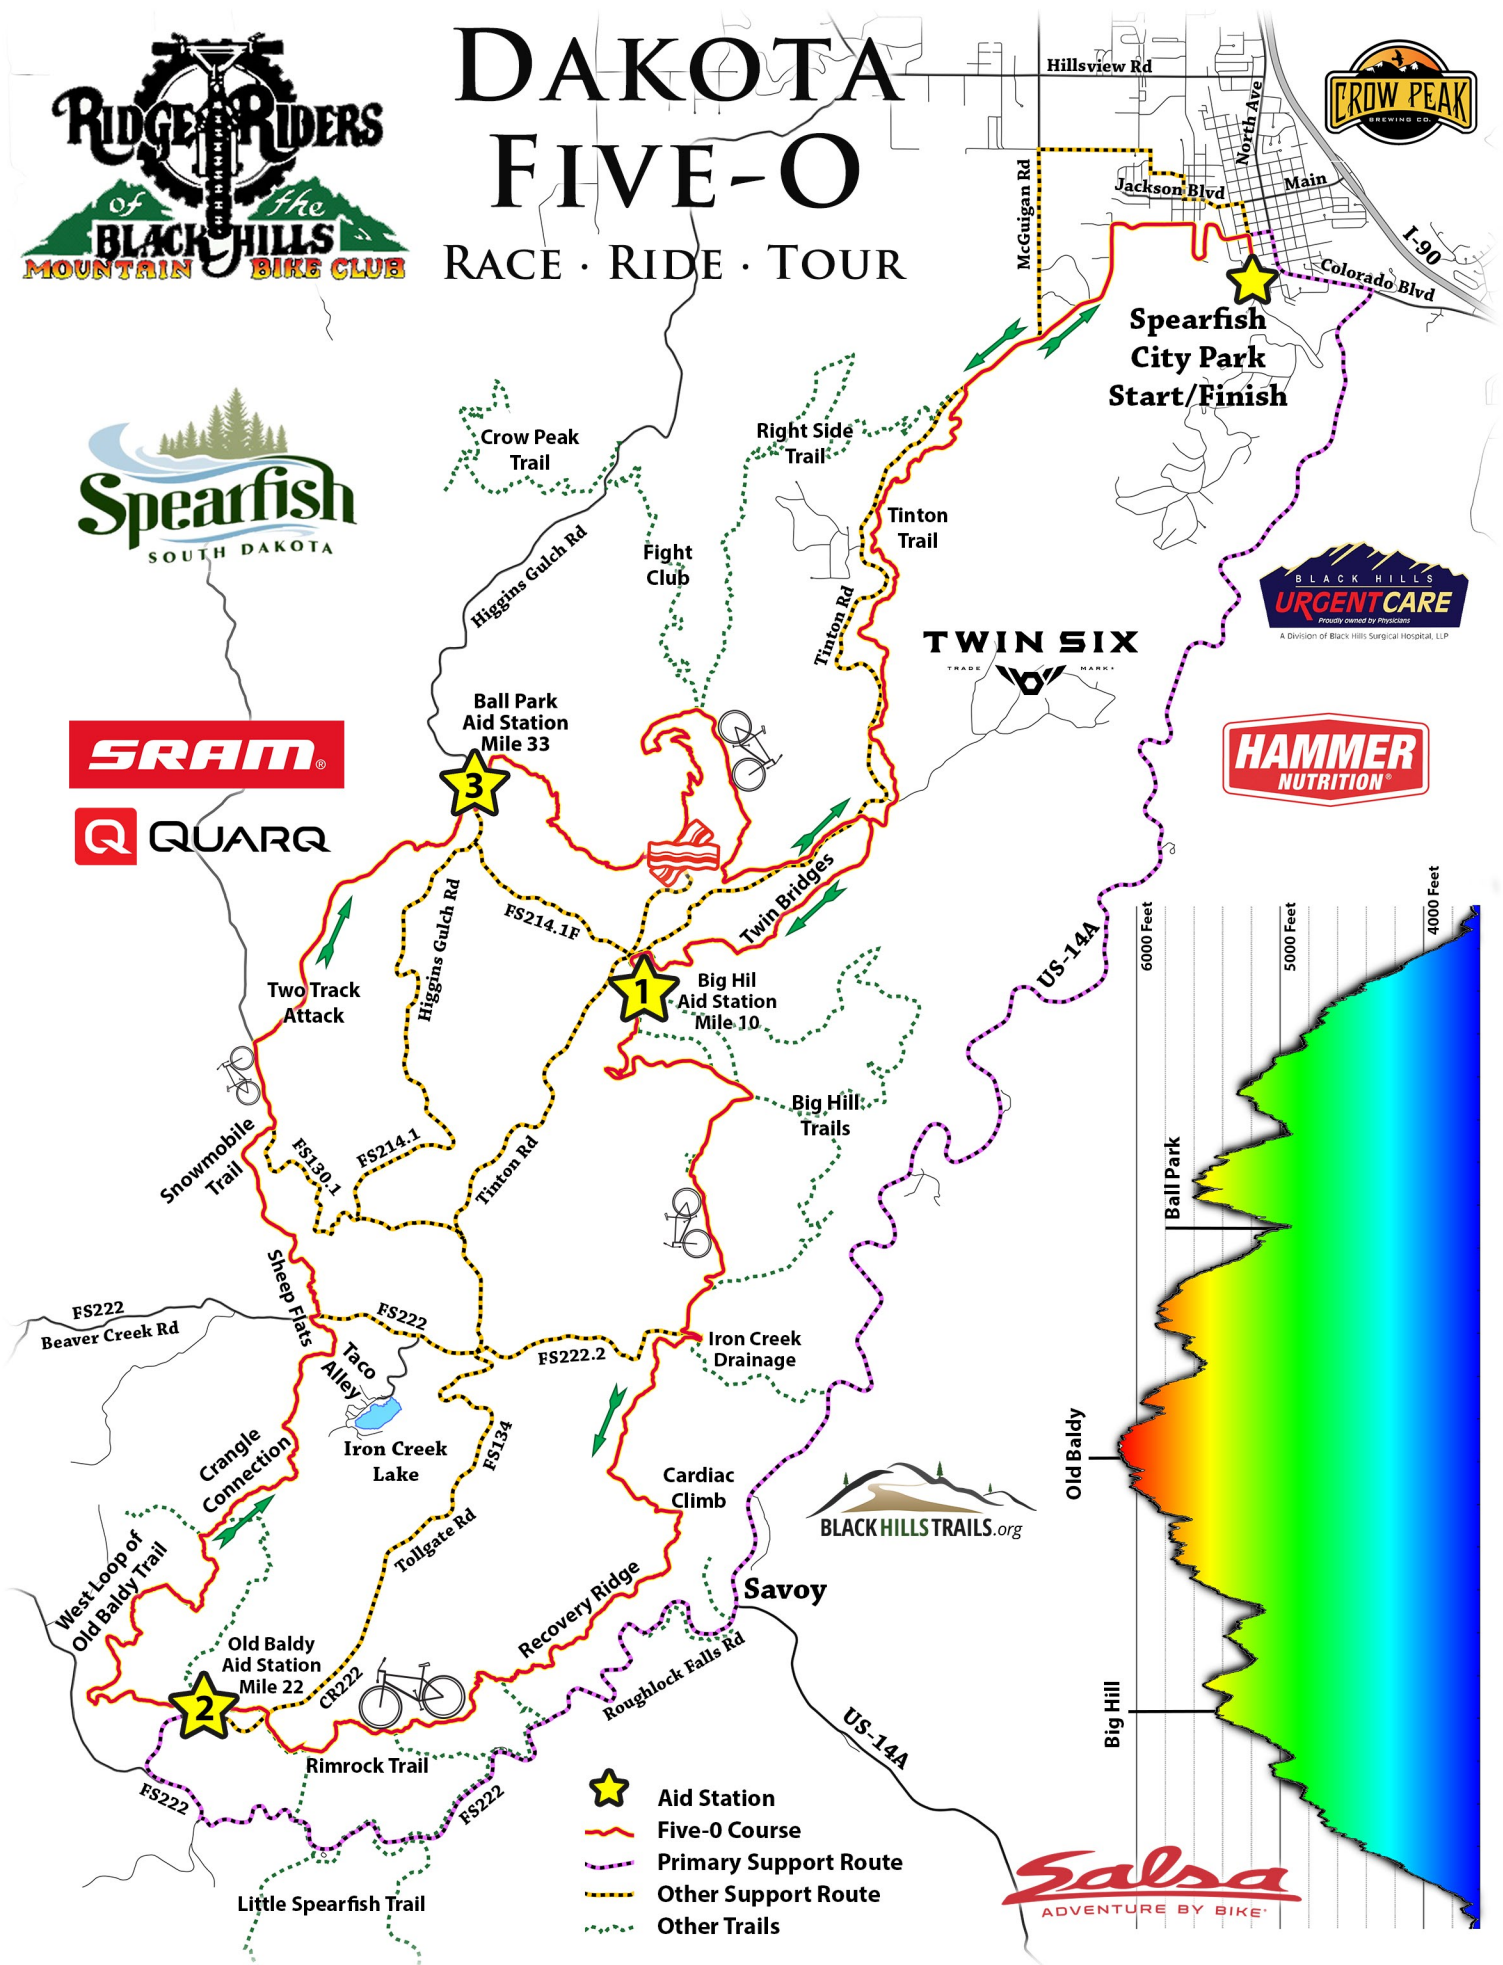 DAKOTA
FIVE-O
RACE · RIDE · TOUR
RIDGE RIDERS
of the
BLACK HILLS
MOUNTAIN BIKE CLUB
CROW PEAK
BREWING CO.
Hillsview Rd
North Ave
McGuigan Rd
Jackson Blvd
Main
I-90
Colorado Blvd
Spearfish
City Park
Start/Finish
Spearfish
SOUTH DAKOTA
Crow Peak
Trail
Right Side
Trail
Fight
Club
Higgins Gulch Rd
Tinton
Trail
Tinton Rd
BLACK HILLS
URGENT CARE
Proudly owned by Physicians
A Division of Black Hills Surgical Hospital, LLP
TWIN SIX
TRADE MARK
SRAM®
QUARQ
Q
Ball Park
Aid Station
Mile 33
3
HAMMER
NUTRITION®
Twin Bridges
FS214.1F
Higgins Gulch Rd
US-14A
1
Big Hil
Aid Station
Mile 10
Two Track
Attack
Big Hill
Trails
Snowmobile
Trail
FS130.1
FS214.1
Tinton Rd
FS222
Beaver Creek Rd
Sheep Flats
FS222
FS222.2
Iron Creek
Drainage
Taco
Alley
Iron Creek
Lake
FS134
Crangle
Connection
Cardiac
Climb
BLACKHILLSTRAILS.org
Tollgate Rd
West Loop of
Old Baldy Trail
Savoy
Recovery Ridge
Roughlock Falls Rd
Old Baldy
Aid Station
Mile 22
2
CR222
US-14A
Rimrock Trail
FS222
FS222
Little Spearfish Trail
Aid Station
Five-0 Course
Primary Support Route
Other Support Route
Other Trails
6000 Feet
5000 Feet
4000 Feet
Ball Park
Old Baldy
Big Hill
Salsa
ADVENTURE BY BIKE®